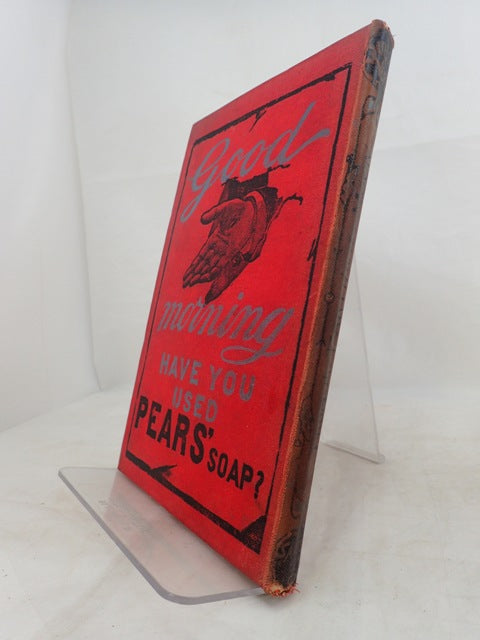 Good
morning
HAVE YOU
USED
PEARS'
SOAP?